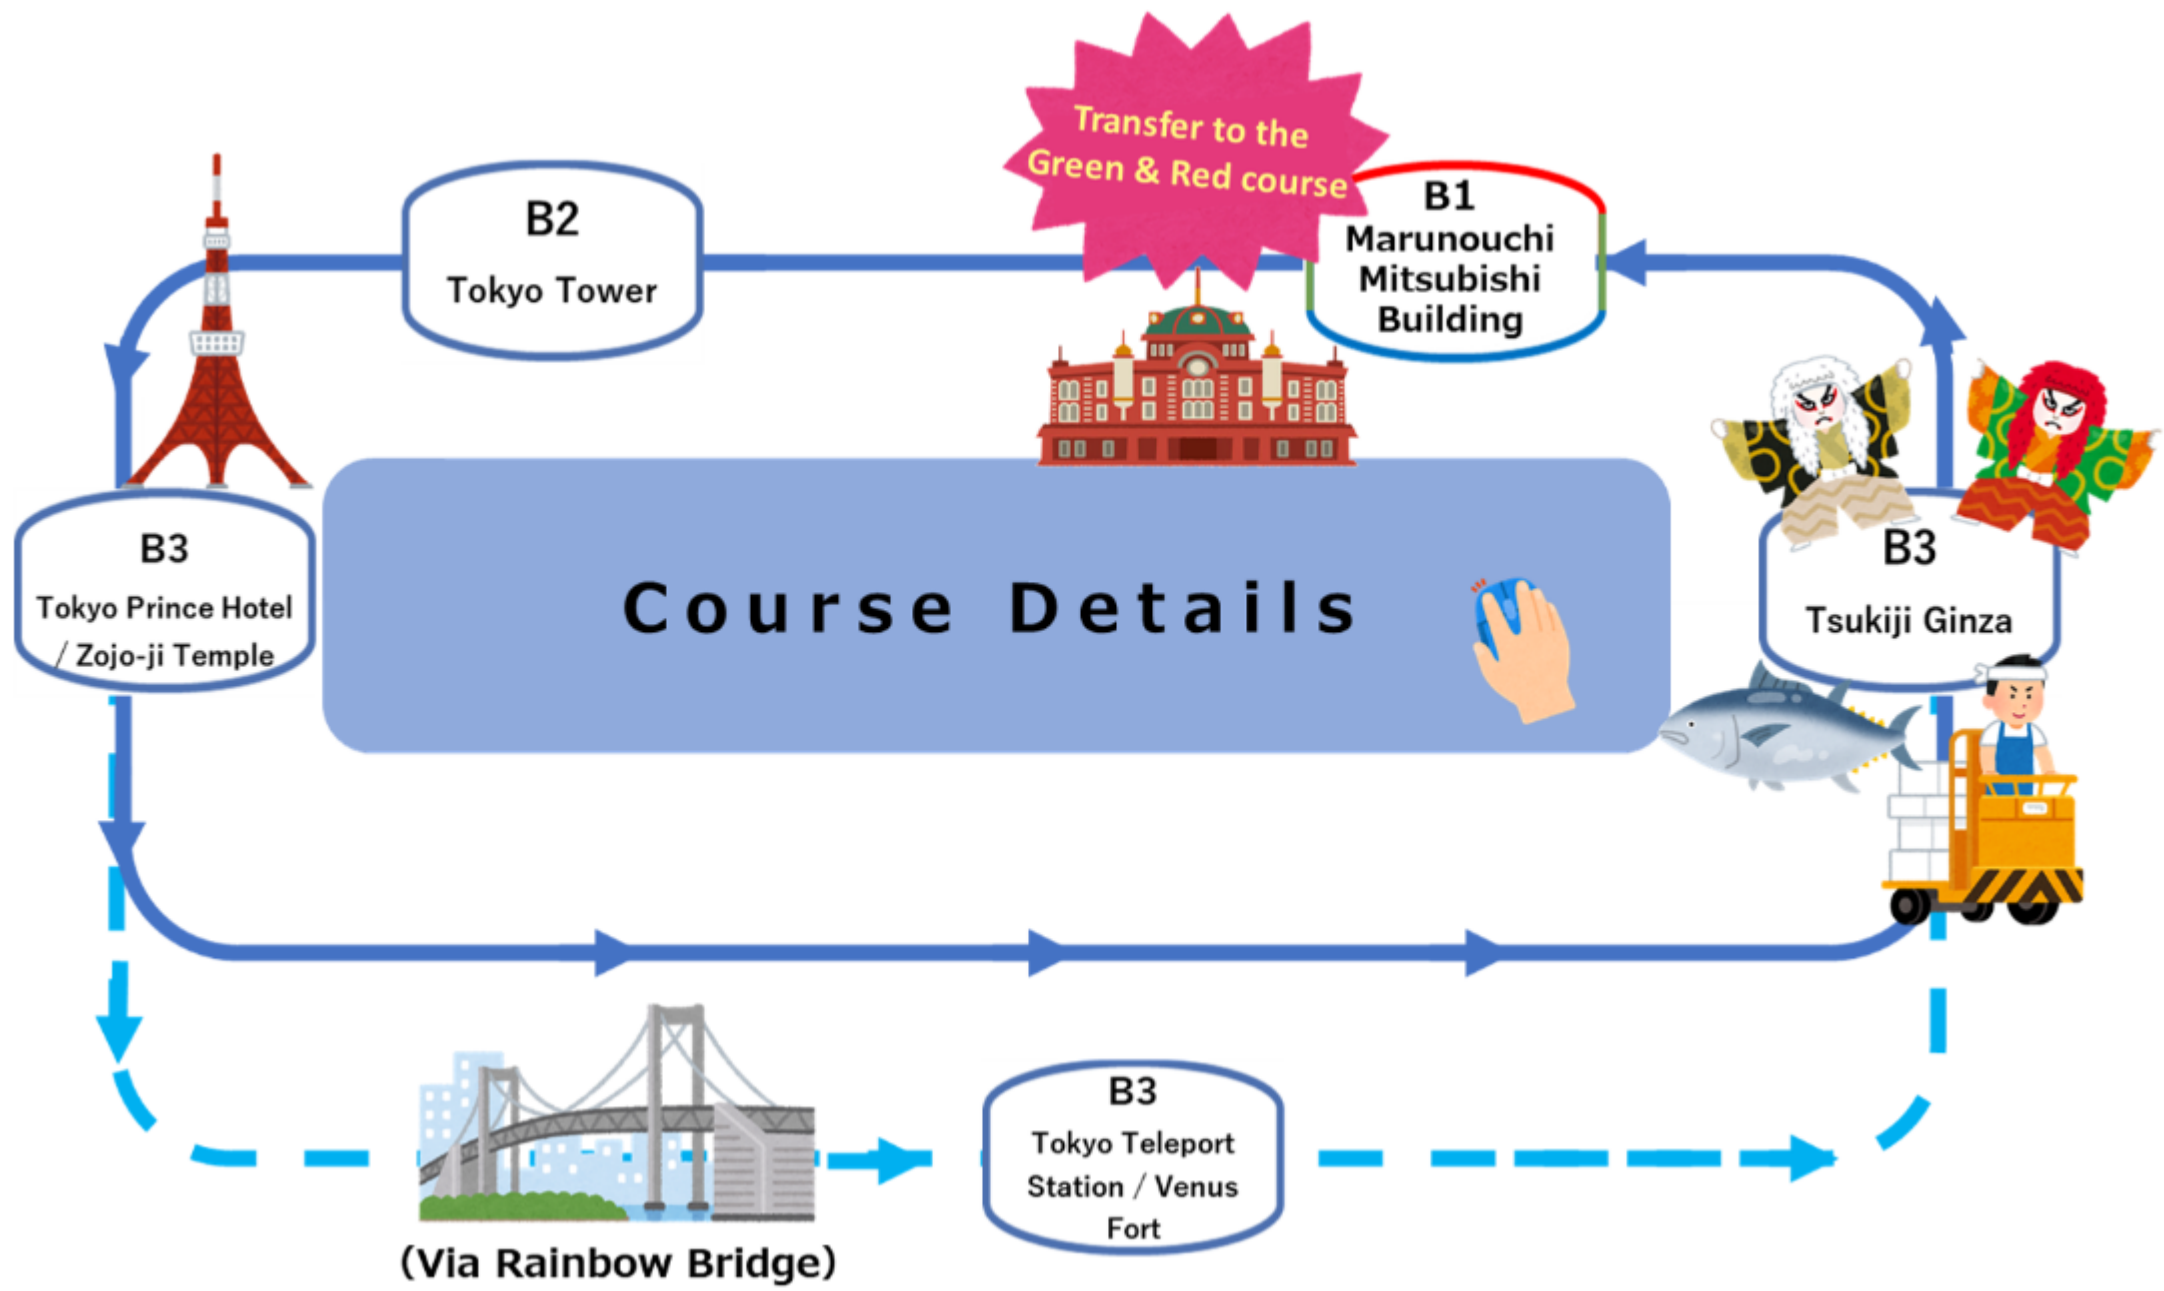 Transfer to the
Green & Red course
B1
Marunouchi
Mitsubishi
Building
B2
Tokyo Tower
B3
Tokyo Prince Hotel
/ Zojo-ji Temple
Course Details
B3
Tsukiji Ginza
B3
Tokyo Teleport
Station / Venus
Fort
(Via Rainbow Bridge)